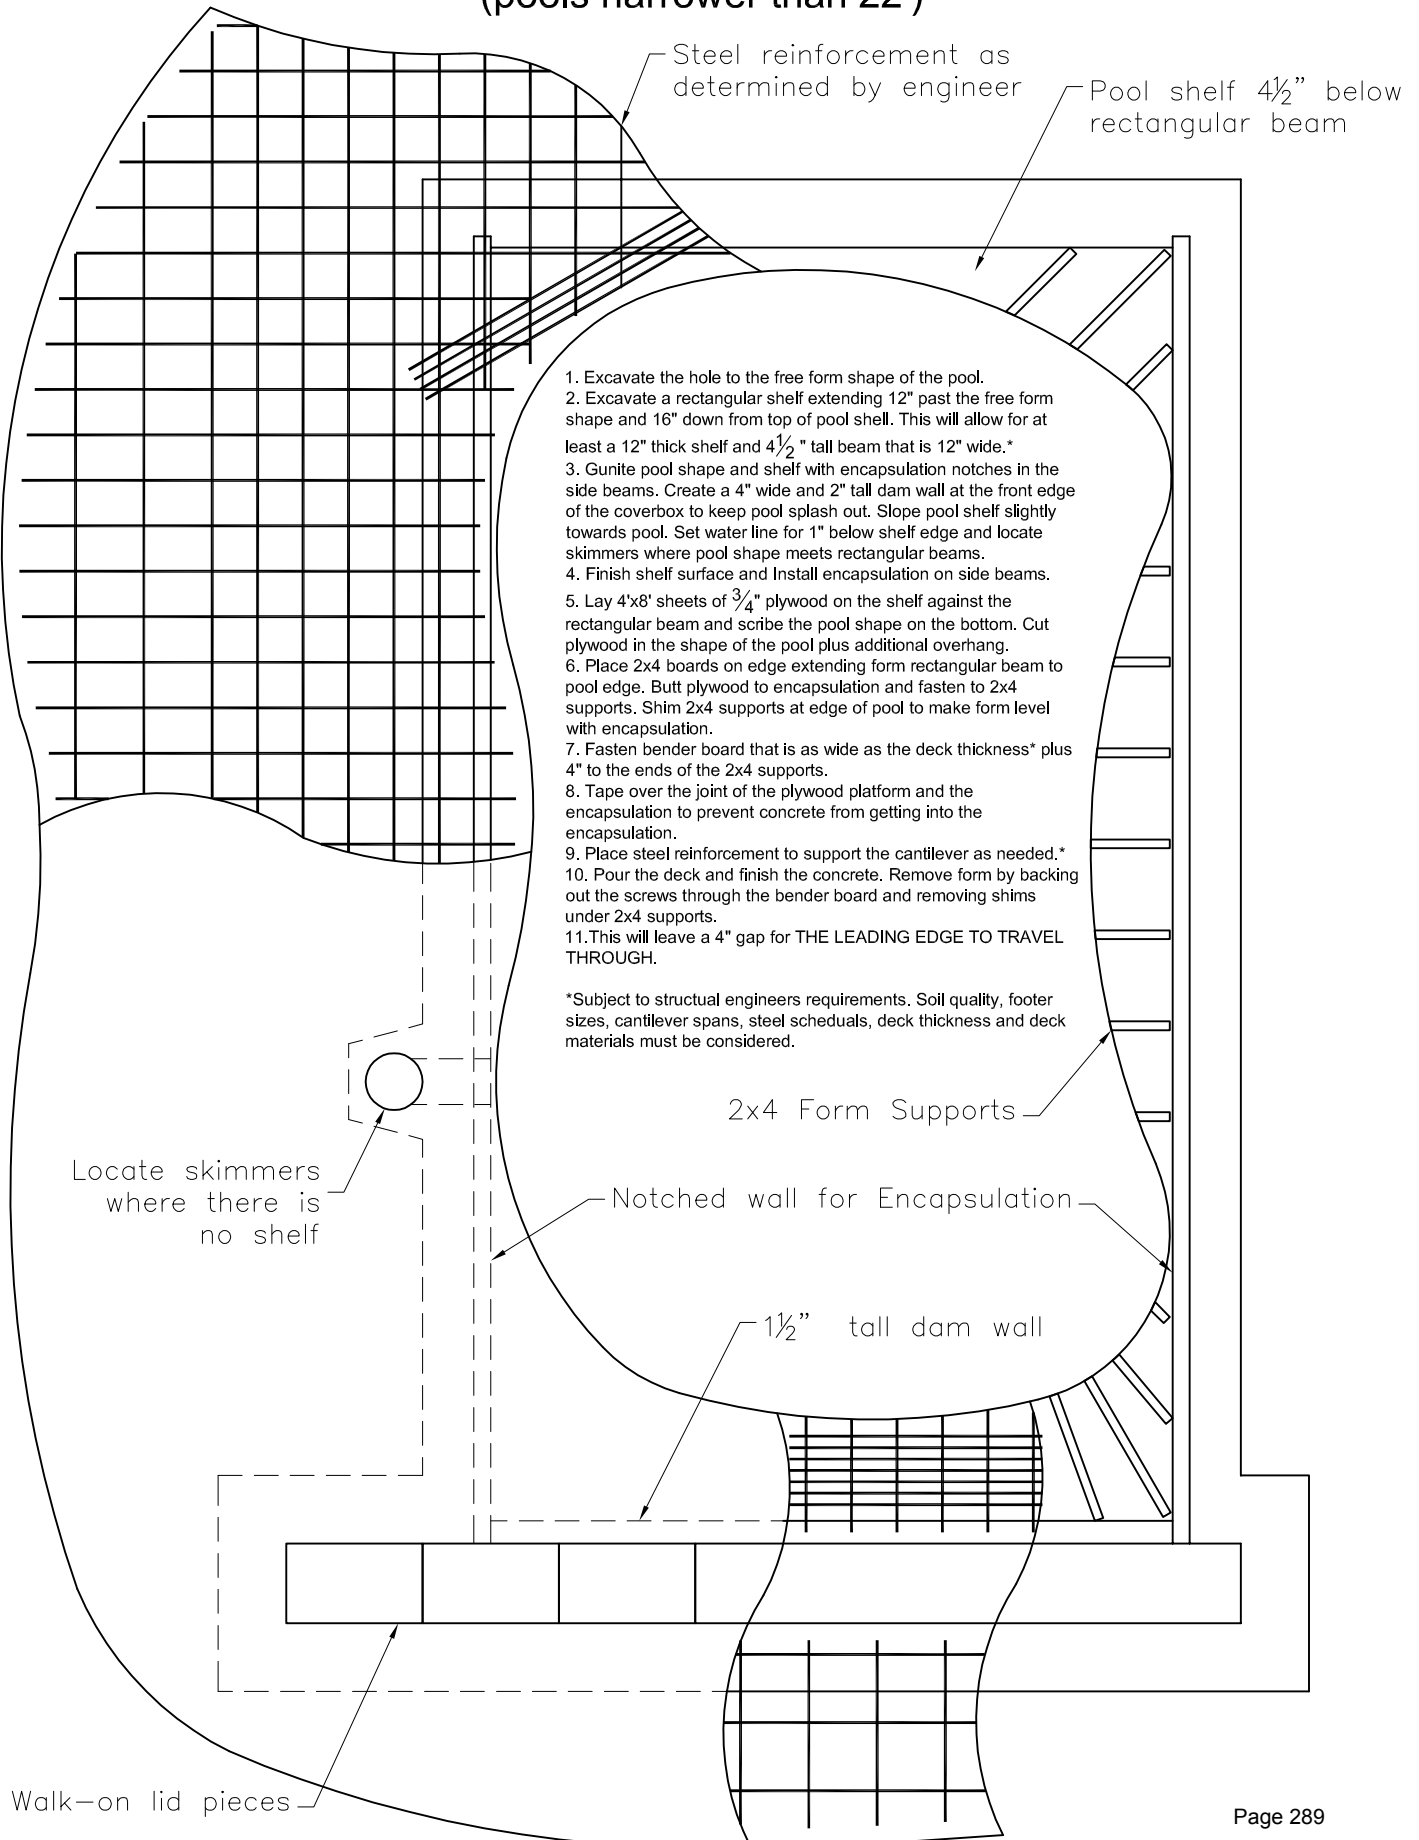 (pools narrower than 22')
Steel reinforcement as
determined by engineer
Pool shelf 4½” below
rectangular beam
1. Excavate the hole to the free form shape of the pool.
2. Excavate a rectangular shelf extending 12" past the free form
shape and 16" down from top of pool shell. This will allow for at
least a 12" thick shelf and 4½ " tall beam that is 12" wide.*
3. Gunite pool shape and shelf with encapsulation notches in the
side beams. Create a 4" wide and 2" tall dam wall at the front edge
of the coverbox to keep pool splash out. Slope pool shelf slightly
towards pool. Set water line for 1" below shelf edge and locate
skimmers where pool shape meets rectangular beams.
4. Finish shelf surface and Install encapsulation on side beams.
5. Lay 4'x8' sheets of ¾" plywood on the shelf against the
rectangular beam and scribe the pool shape on the bottom. Cut
plywood in the shape of the pool plus additional overhang.
6. Place 2x4 boards on edge extending form rectangular beam to
pool edge. Butt plywood to encapsulation and fasten to 2x4
supports. Shim 2x4 supports at edge of pool to make form level
with encapsulation.
7. Fasten bender board that is as wide as the deck thickness* plus
4" to the ends of the 2x4 supports.
8. Tape over the joint of the plywood platform and the
encapsulation to prevent concrete from getting into the
encapsulation.
9. Place steel reinforcement to support the cantilever as needed.*
10. Pour the deck and finish the concrete. Remove form by backing
out the screws through the bender board and removing shims
under 2x4 supports.
11.This will leave a 4" gap for THE LEADING EDGE TO TRAVEL
THROUGH.
*Subject to structual engineers requirements. Soil quality, footer
sizes, cantilever spans, steel scheduals, deck thickness and deck
materials must be considered.
2x4 Form Supports
Locate skimmers
where there is
no shelf
Notched wall for Encapsulation
1½” tall dam wall
Walk-on lid pieces
Page 289